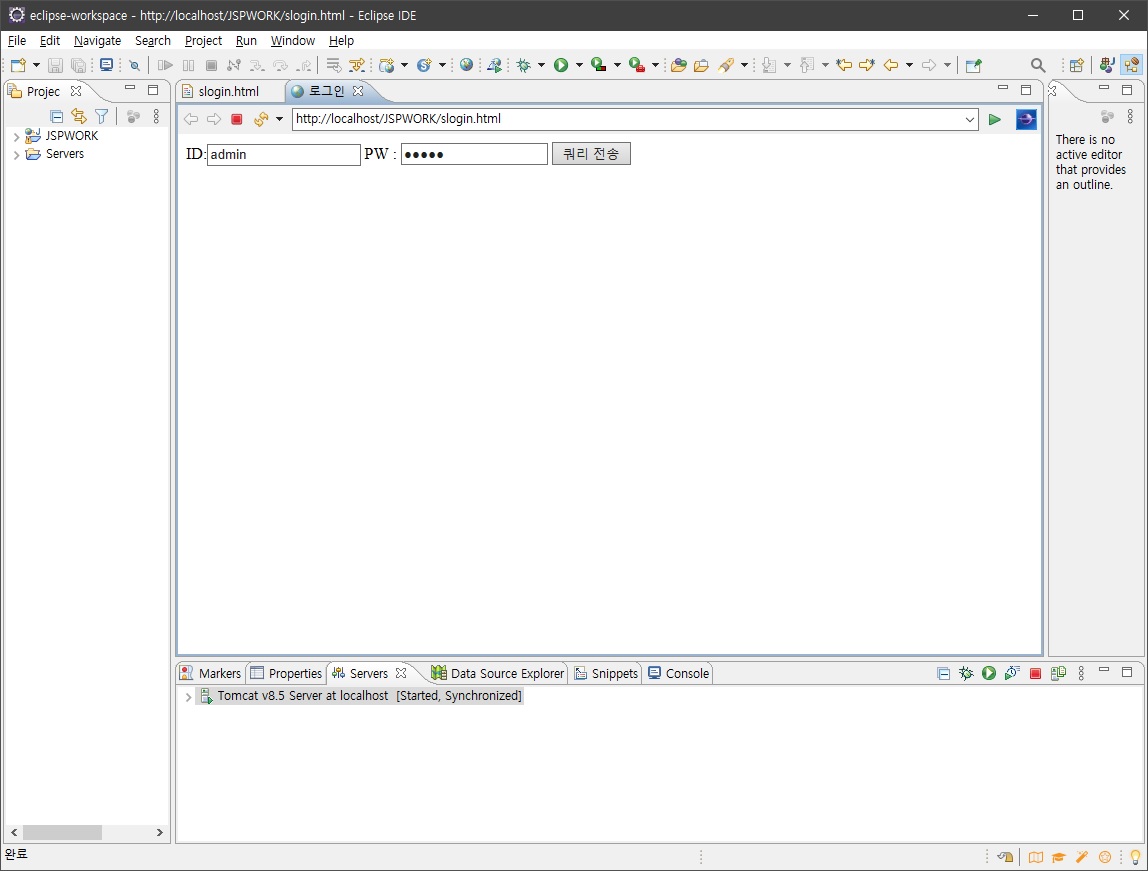 eclipse-workspace - http://localhost/JSPWORK/slogin.html - Eclipse IDE
File Edit Navigate Search Project Run Window Help
Projec
slogin.html
로그인
http://localhost/JSPWORK/slogin.html
JSPWORK
Servers
ID: admin PW : ●●●●● 쿼리 전송
There is no
active editor
that provides
an outline.
Markers Properties Servers Data Source Explorer Snippets Console
Tomcat v8.5 Server at localhost [Started, Synchronized]
완료